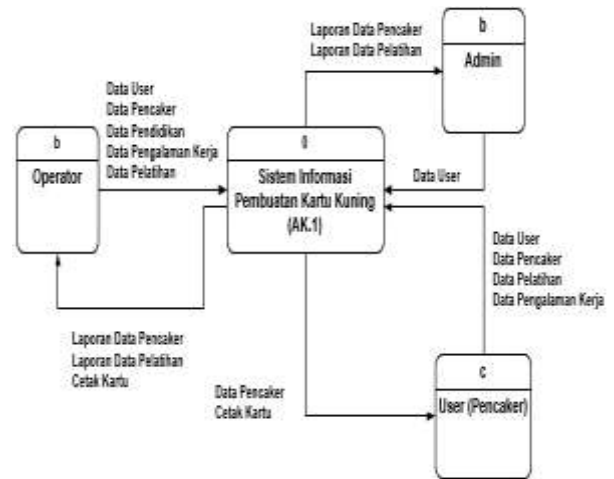 Laporan Data Pencaker
Laporan Data Pelatihan
b
Admin
Data User
Data Pencaker
Data Pendidikan
Data Pengalaman Kerja
Data Pelatihan
b
Operator
0
Sistem Informasi
Pembuatan Kartu Kuning
(AK.1)
Data User
Data User
Data Pencaker
Data Pelatihan
Data Pengalaman Kerja
Laporan Data Pencaker
Laporan Data Pelatihan
Cetak Kartu
Data Pencaker
Cetak Kartu
c
User (Pencaker)